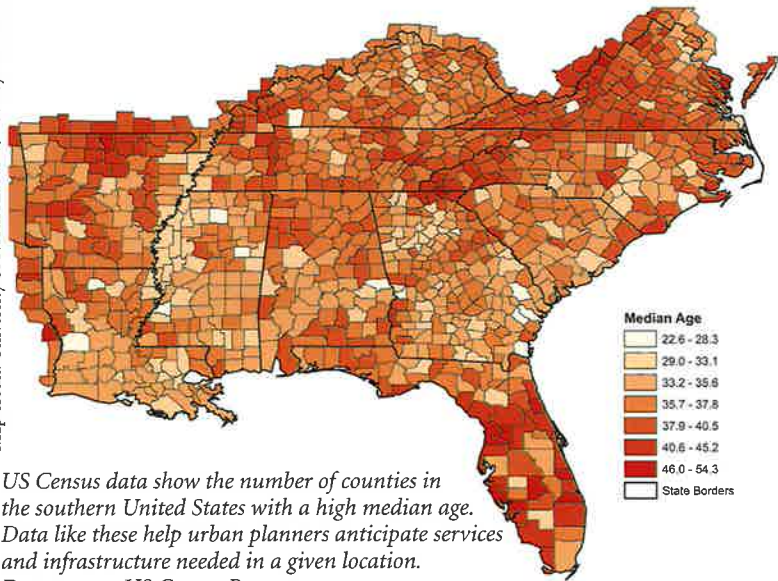 Median Age
22.6 - 28.3
29.0 - 33.1
33.2 - 35.6
35.7 - 37.8
37.9 - 40.5
40.6 - 45.2
46.0 - 54.3
State Borders
US Census data show the number of counties in
the southern United States with a high median age.
Data like these help urban planners anticipate services
and infrastructure needed in a given location.